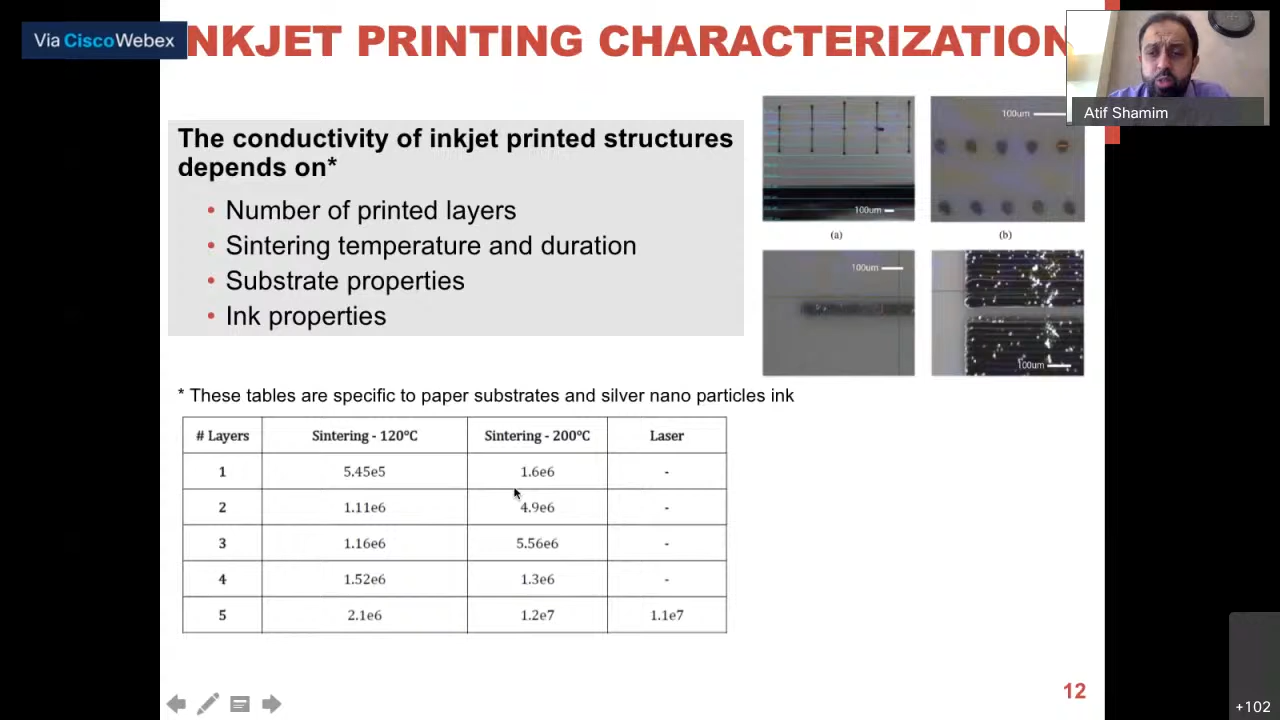 Via CiscoWebex
INKJET PRINTING CHARACTERIZATION
Atif Shamim
The conductivity of inkjet printed structures
depends on*
• Number of printed layers
• Sintering temperature and duration
• Substrate properties
• Ink properties
100um
100um
(a)
(b)
100um
100um
* These tables are specific to paper substrates and silver nano particles ink
# Layers Sintering - 120°C Sintering - 200°C Laser
1 5.45e5 1.6e6 -
2 1.11e6 4.9e6 -
3 1.16e6 5.56e6 -
4 1.52e6 1.3e6 -
5 2.1e6 1.2e7 1.1e7
12
+102